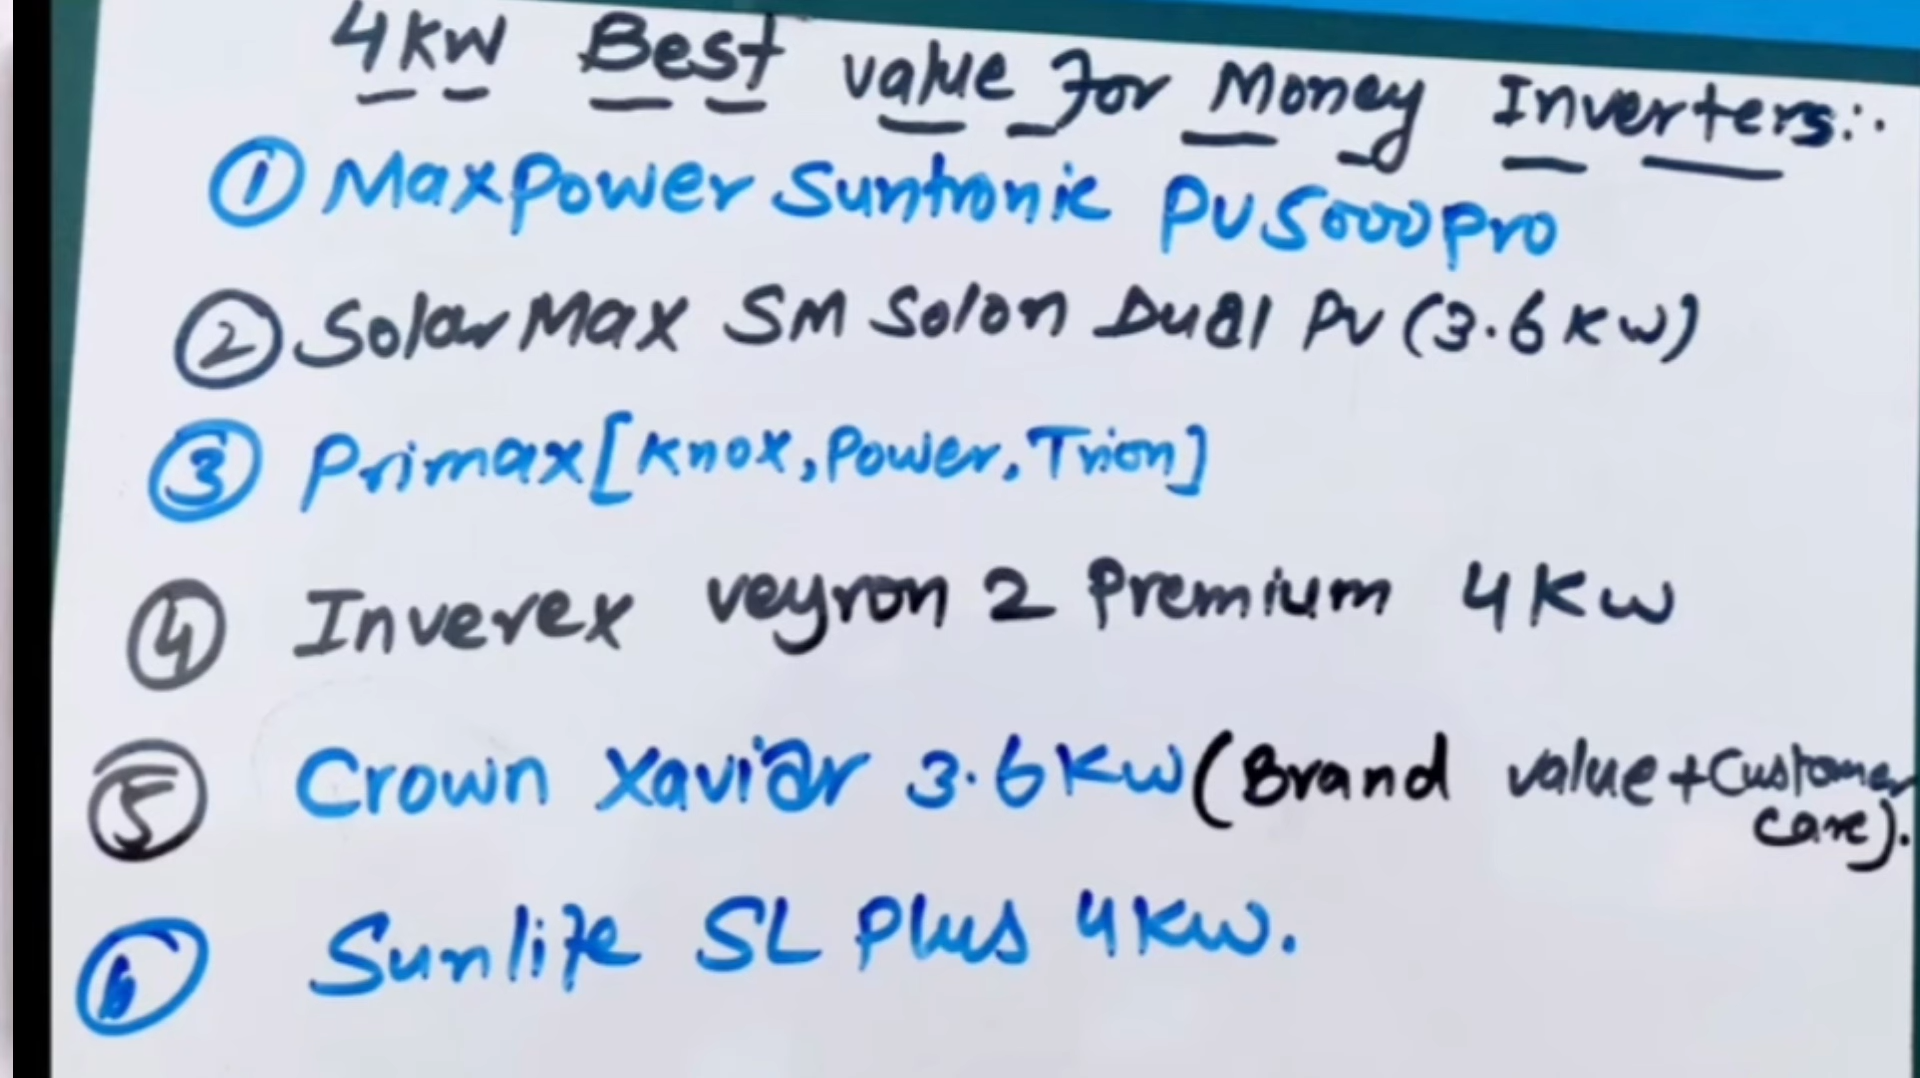 4KW Best value For Money Inverters:.
① MaxPower Suntronic PV5000Pro
② SolarMax SM Solon Dual PV (3.6KW)
③ Primax[Knox, Power, Trion]
④ Inverex veyron 2 Premium 4KW
⑤ Crown Xaviar 3.6KW (Brand value + Customer
care).
⑥ Sunlife SL Plus 4KW.